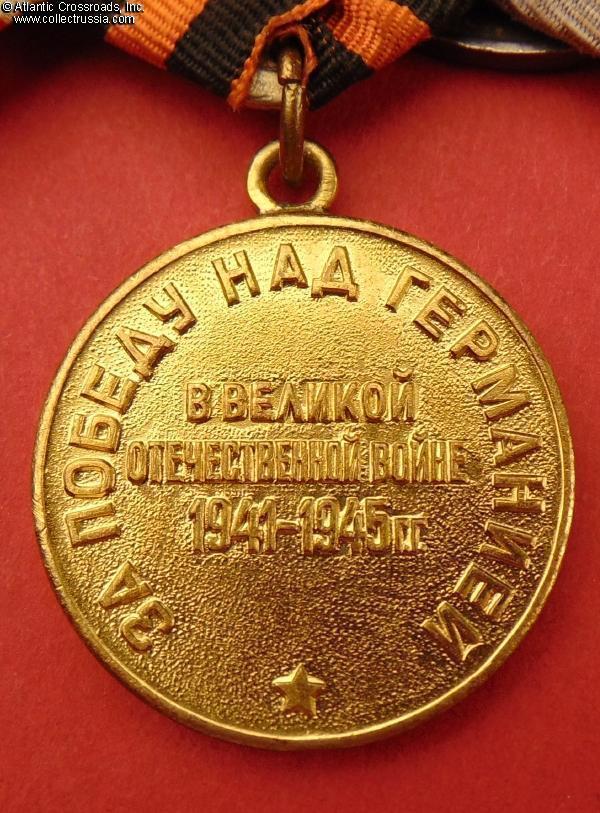 © Atlantic Crossroads, Inc.
www.collectrussia.com
ЗА ПОБЕДУ НАД ГЕРМАНИЕЙ
В ВЕЛИКОЙ
ОТЕЧЕСТВЕННОЙ ВОЙНЕ
1941-1945 гг.